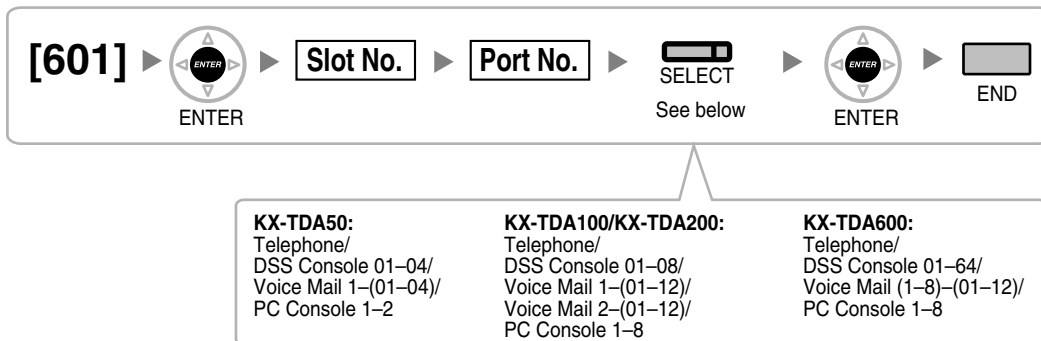 [601] ENTER Slot No. Port No. ENTER
ENTER SELECT ENTER END
See below
KX-TDA50:
Telephone/
DSS Console 01–04/
Voice Mail 1–(01–04)/
PC Console 1–2
KX-TDA100/KX-TDA200:
Telephone/
DSS Console 01–08/
Voice Mail 1–(01–12)/
Voice Mail 2–(01–12)/
PC Console 1–8
KX-TDA600:
Telephone/
DSS Console 01–64/
Voice Mail (1–8)–(01–12)/
PC Console 1–8